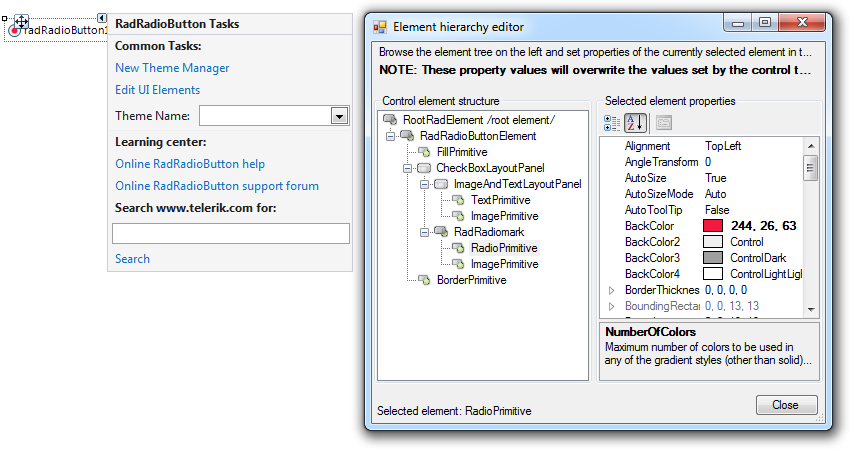 radRadioButton1
RadRadioButton Tasks
Common Tasks:
New Theme Manager
Edit UI Elements
Theme Name:
Learning center:
Online RadRadioButton help
Online RadRadioButton support forum
Search www.telerik.com for:
Search
Element hierarchy editor
Browse the element tree on the left and set properties of the currently selected element in t...
NOTE: These property values will overwrite the values set by the control t...
Control element structure
RootRadElement /root element/
RadRadioButtonElement
FillPrimitive
CheckBoxLayoutPanel
ImageAndTextLayoutPanel
TextPrimitive
ImagePrimitive
RadRadiomark
RadioPrimitive
ImagePrimitive
BorderPrimitive
Selected element: RadioPrimitive
Selected element properties
Alignment TopLeft
AngleTransform 0
AutoSize True
AutoSizeMode Auto
AutoToolTip False
BackColor 244, 26, 63
BackColor2 Control
BackColor3 ControlDark
BackColor4 ControlLightLigh
BorderThicknes 0, 0, 0, 0
BoundingRectar 0, 0, 13, 13
NumberOfColors
Maximum number of colors to be used in
any of the gradient styles (other than solid)...
Close